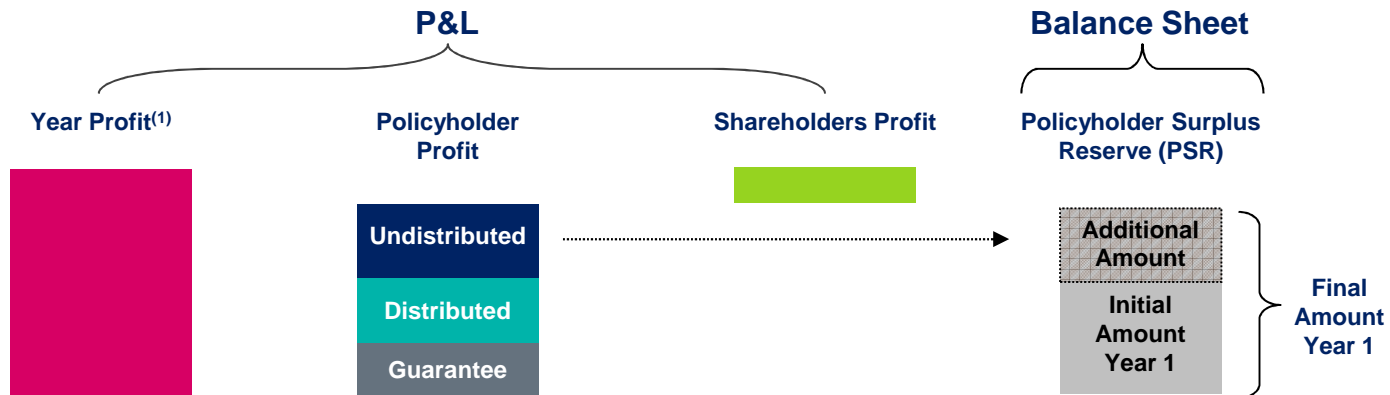 P&L
Balance Sheet
Year Profit(1)
Policyholder
Profit
Shareholders Profit
Policyholder Surplus
Reserve (PSR)
Undistributed
Distributed
Guarantee
Additional
Amount
Initial
Amount
Year 1
Final
Amount
Year 1